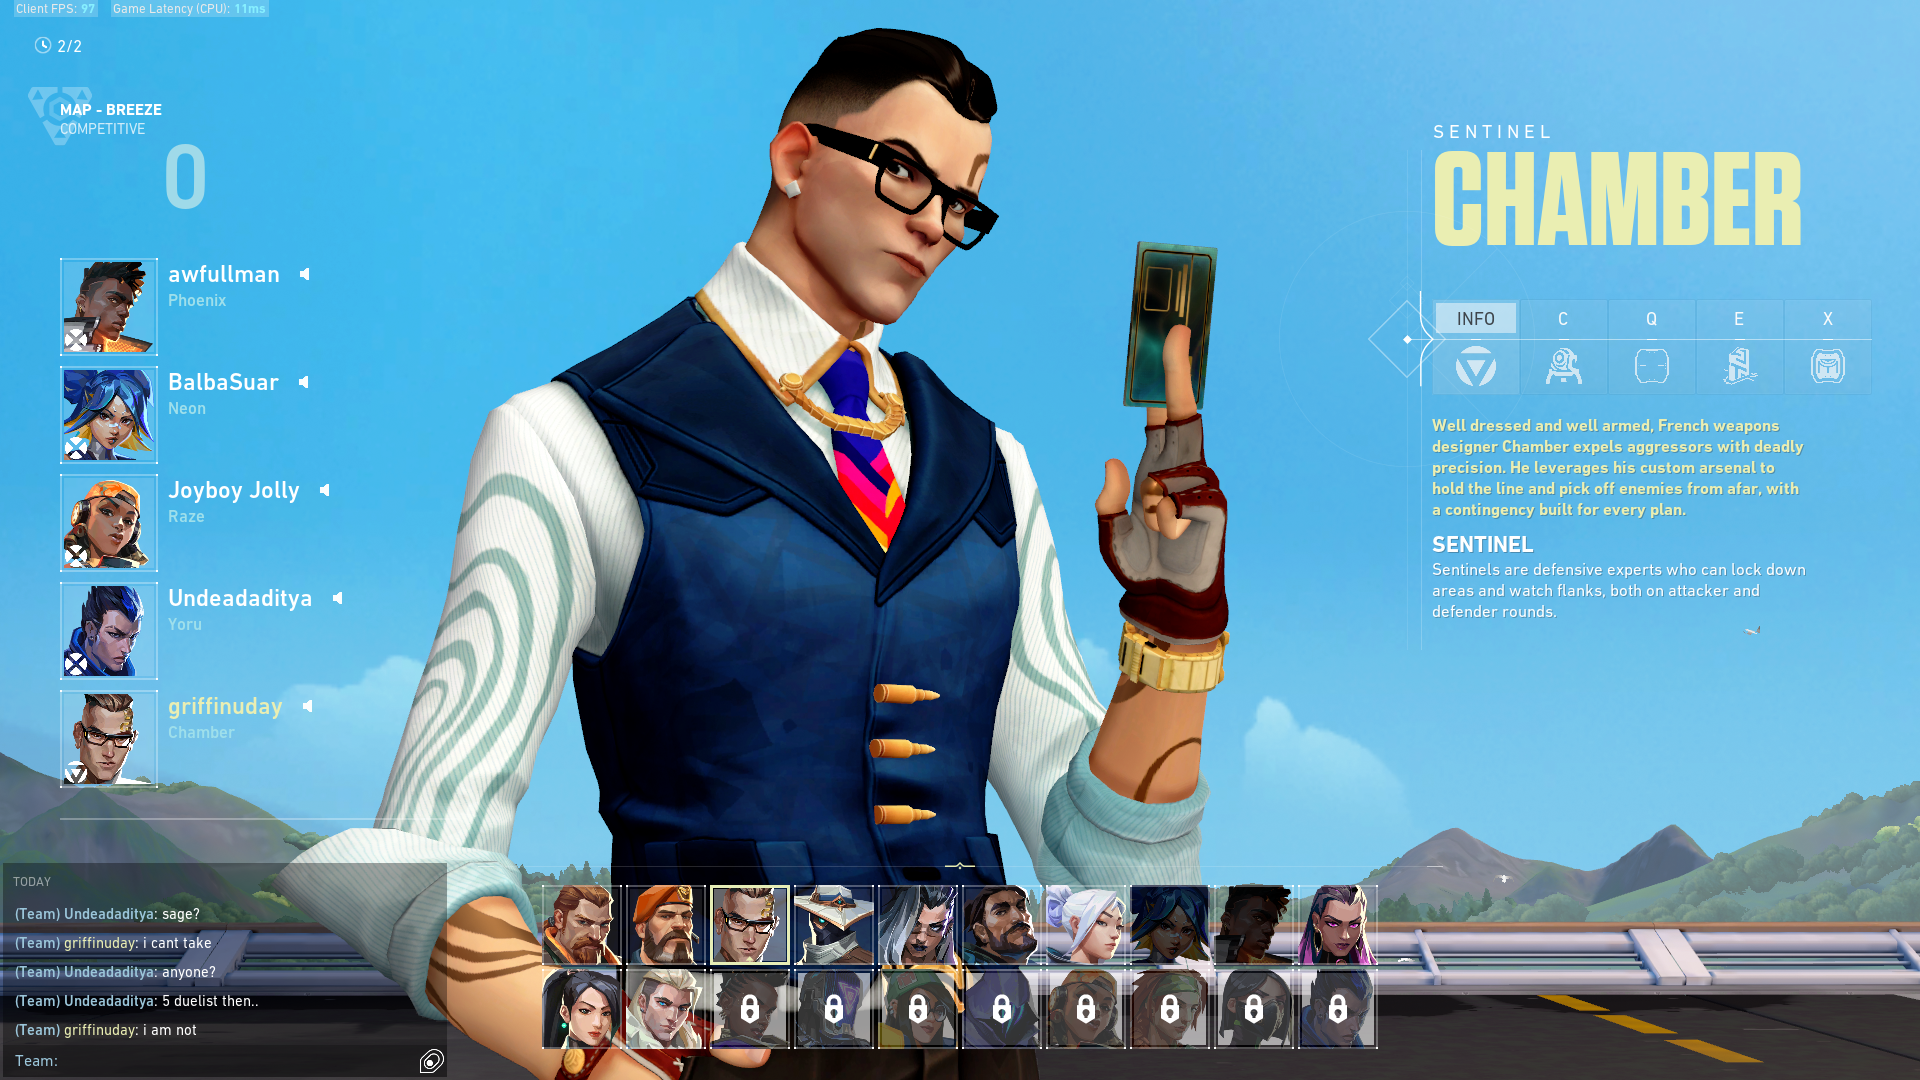 Client FPS: 97 Game Latency (CPU): 11ms
2/2
MAP - BREEZE
COMPETITIVE
0
awfullman
Phoenix
BalbaSuar
Neon
Joyboy Jolly
Raze
Undeadaditya
Yoru
griffinuday
Chamber
TODAY
(Team) Undeadaditya: sage?
(Team) griffinuday: i cant take
(Team) Undeadaditya: anyone?
(Team) Undeadaditya: 5 duelist then..
(Team) griffinuday: i am not
Team:
SENTINEL
CHAMBER
INFO C Q E X
Well dressed and well armed, French weapons
designer Chamber expels aggressors with deadly
precision. He leverages his custom arsenal to
hold the line and pick off enemies from afar, with
a contingency built for every plan.
SENTINEL
Sentinels are defensive experts who can lock down
areas and watch flanks, both on attacker and
defender rounds.